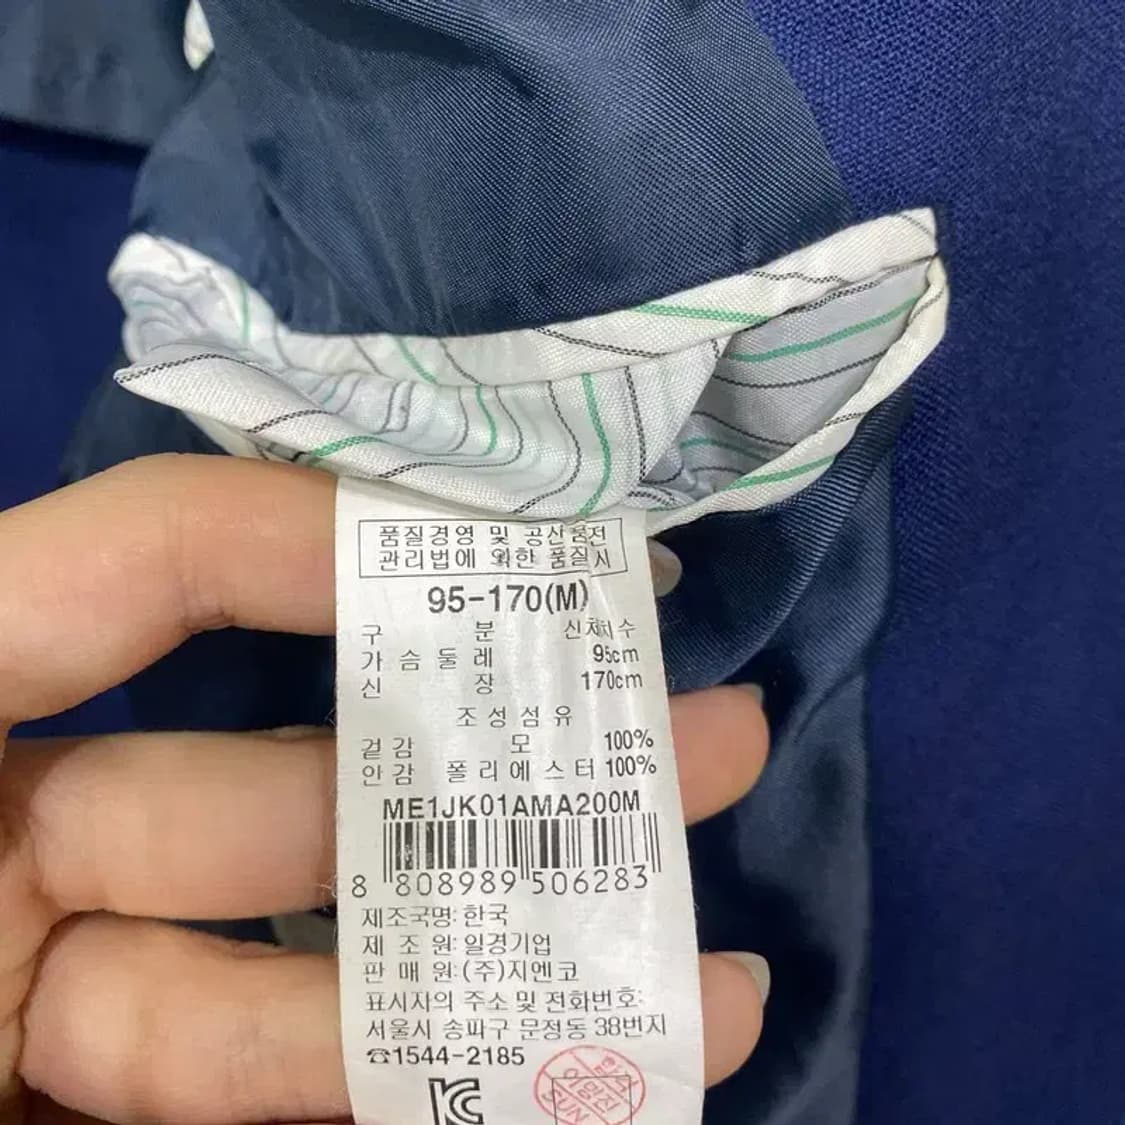 품질경영 및 공산품전
관리법에 의한 품질시
95-170(M)
구 분 신체치수
가 슴 둘 레 95cm
신 장 170cm
조성섬유
겉감 모 100%
안감 폴리에스터 100%
ME1JK01AMA200M
8 808989 506283
제조국명: 한국
제 조 원: 일경기업
판 매 원: (주)지엔코
표시자의 주소 및 전화번호:
서울시 송파구 문정동 38번지
☎1544-2185
KC